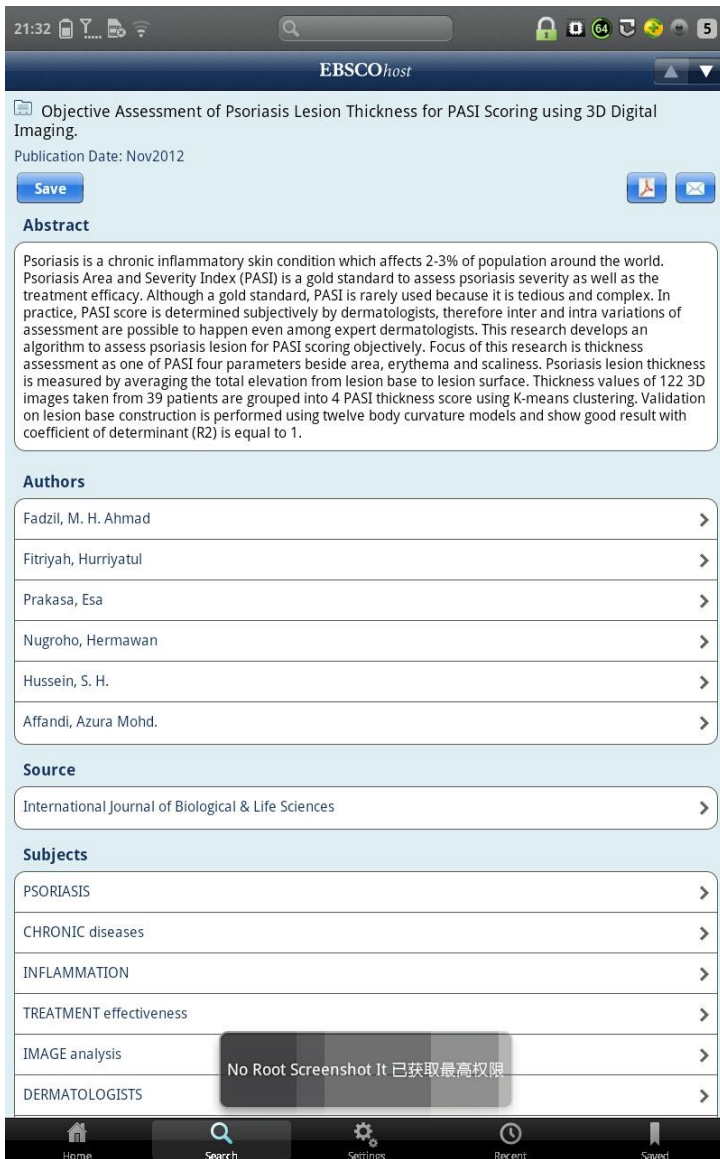 21:32
64
5
EBSCOhost
Objective Assessment of Psoriasis Lesion Thickness for PASI Scoring using 3D Digital
Imaging.
Publication Date: Nov2012
Save
Abstract
Psoriasis is a chronic inflammatory skin condition which affects 2-3% of population around the world.
Psoriasis Area and Severity Index (PASI) is a gold standard to assess psoriasis severity as well as the
treatment efficacy. Although a gold standard, PASI is rarely used because it is tedious and complex. In
practice, PASI score is determined subjectively by dermatologists, therefore inter and intra variations of
assessment are possible to happen even among expert dermatologists. This research develops an
algorithm to assess psoriasis lesion for PASI scoring objectively. Focus of this research is thickness
assessment as one of PASI four parameters beside area, erythema and scaliness. Psoriasis lesion thickness
is measured by averaging the total elevation from lesion base to lesion surface. Thickness values of 122 3D
images taken from 39 patients are grouped into 4 PASI thickness score using K-means clustering. Validation
on lesion base construction is performed using twelve body curvature models and show good result with
coefficient of determinant (R2) is equal to 1.
Authors
Fadzil, M. H. Ahmad
Fitriyah, Hurriyatul
Prakasa, Esa
Nugroho, Hermawan
Hussein, S. H.
Affandi, Azura Mohd.
Source
International Journal of Biological & Life Sciences
Subjects
PSORIASIS
CHRONIC diseases
INFLAMMATION
TREATMENT effectiveness
IMAGE analysis
No Root Screenshot It 已获取最高权限
DERMATOLOGISTS
Home
Search
Settings
Recent
Saved